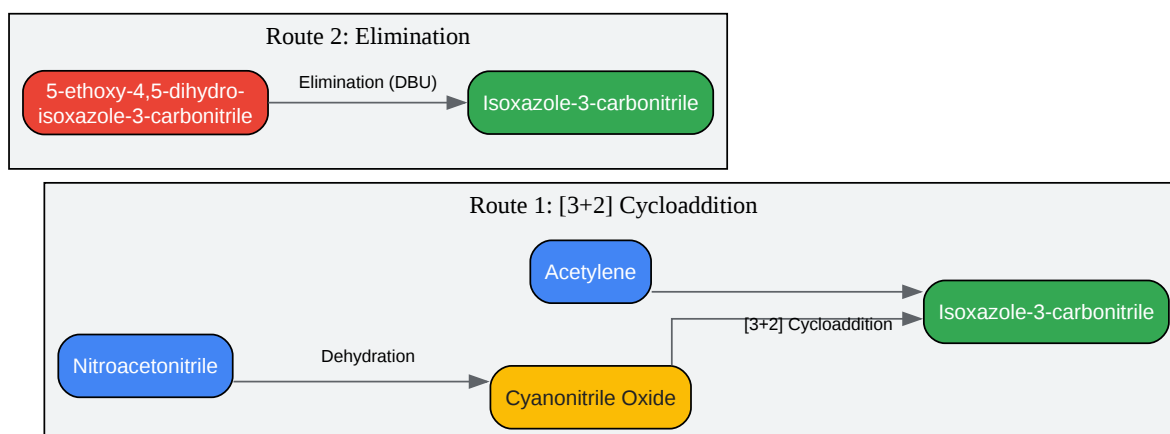 Route 2: Elimination
5-ethoxy-4,5-dihydro-
isoxazole-3-carbonitrile
Elimination (DBU)
Isoxazole-3-carbonitrile
Route 1: [3+2] Cycloaddition
Acetylene
Isoxazole-3-carbonitrile
[3+2] Cycloaddition
Nitroacetonitrile
Dehydration
Cyanonitrile Oxide